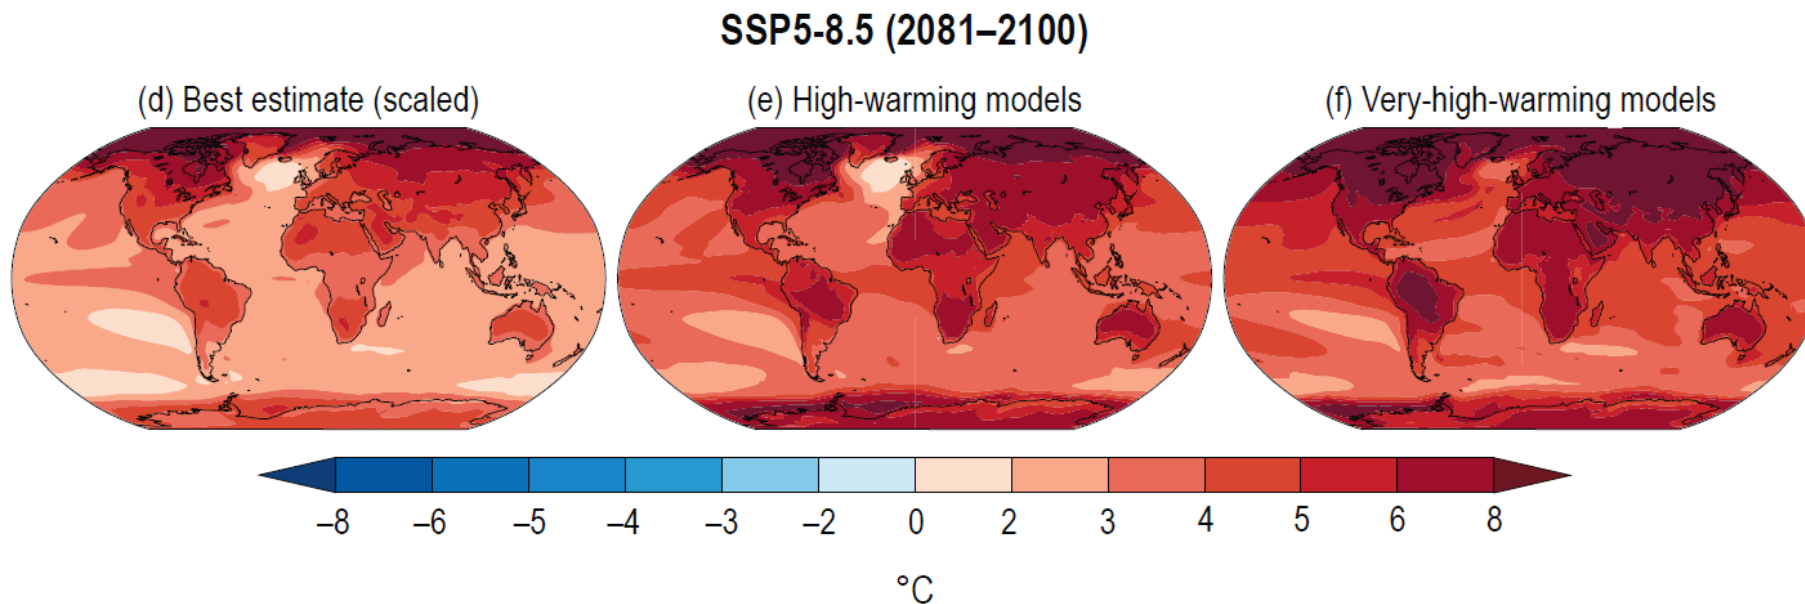 SSP5-8.5 (2081–2100)
(d) Best estimate (scaled)
(e) High-warming models
(f) Very-high-warming models
–8 –6 –5 –4 –3 –2 0 2 3 4 5 6 8
°C